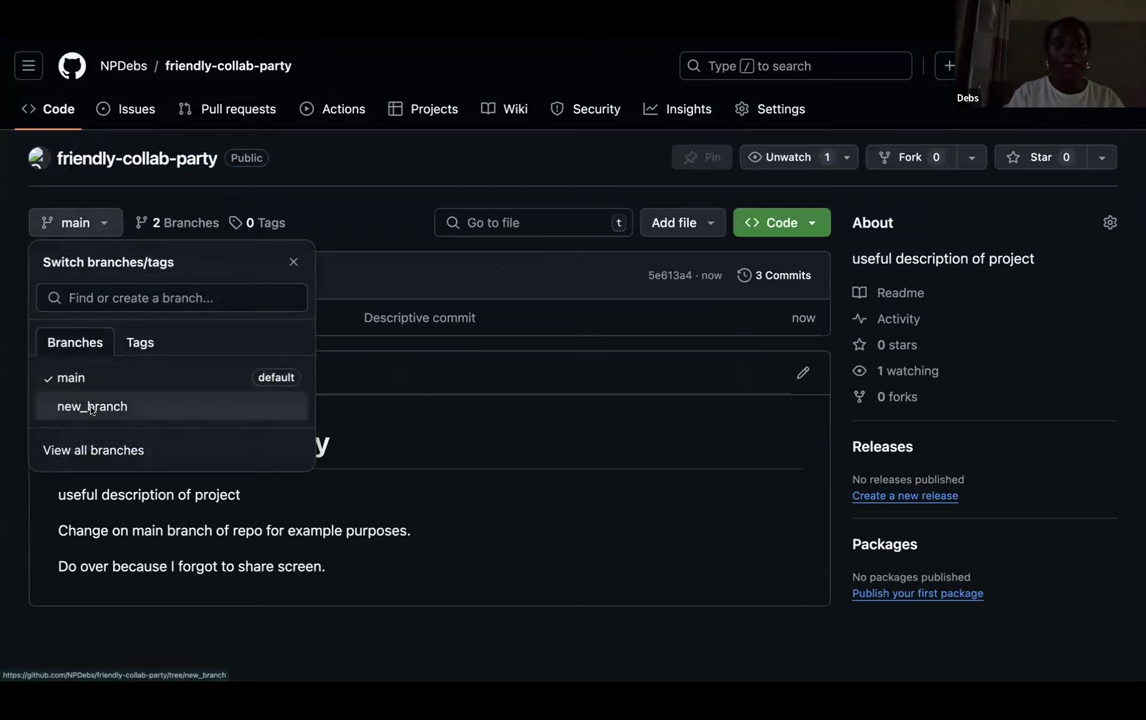 NPDebs / friendly-collab-party
Type / to search
Debs
Code Issues Pull requests Actions Projects Wiki Security Insights Settings
friendly-collab-party Public
Pin Unwatch 1 Fork 0 Star 0
main 2 Branches 0 Tags
Go to file t Add file Code
Switch branches/tags
Find or create a branch...
Branches Tags
main default
new_branch
View all branches
5e613a4 · now 3 Commits
Descriptive commit now
y
useful description of project
Change on main branch of repo for example purposes.
Do over because I forgot to share screen.
About
useful description of project
Readme
Activity
0 stars
1 watching
0 forks
Releases
No releases published
Create a new release
Packages
No packages published
Publish your first package
https://github.com/NPDebs/friendly-collab-party/tree/new_branch